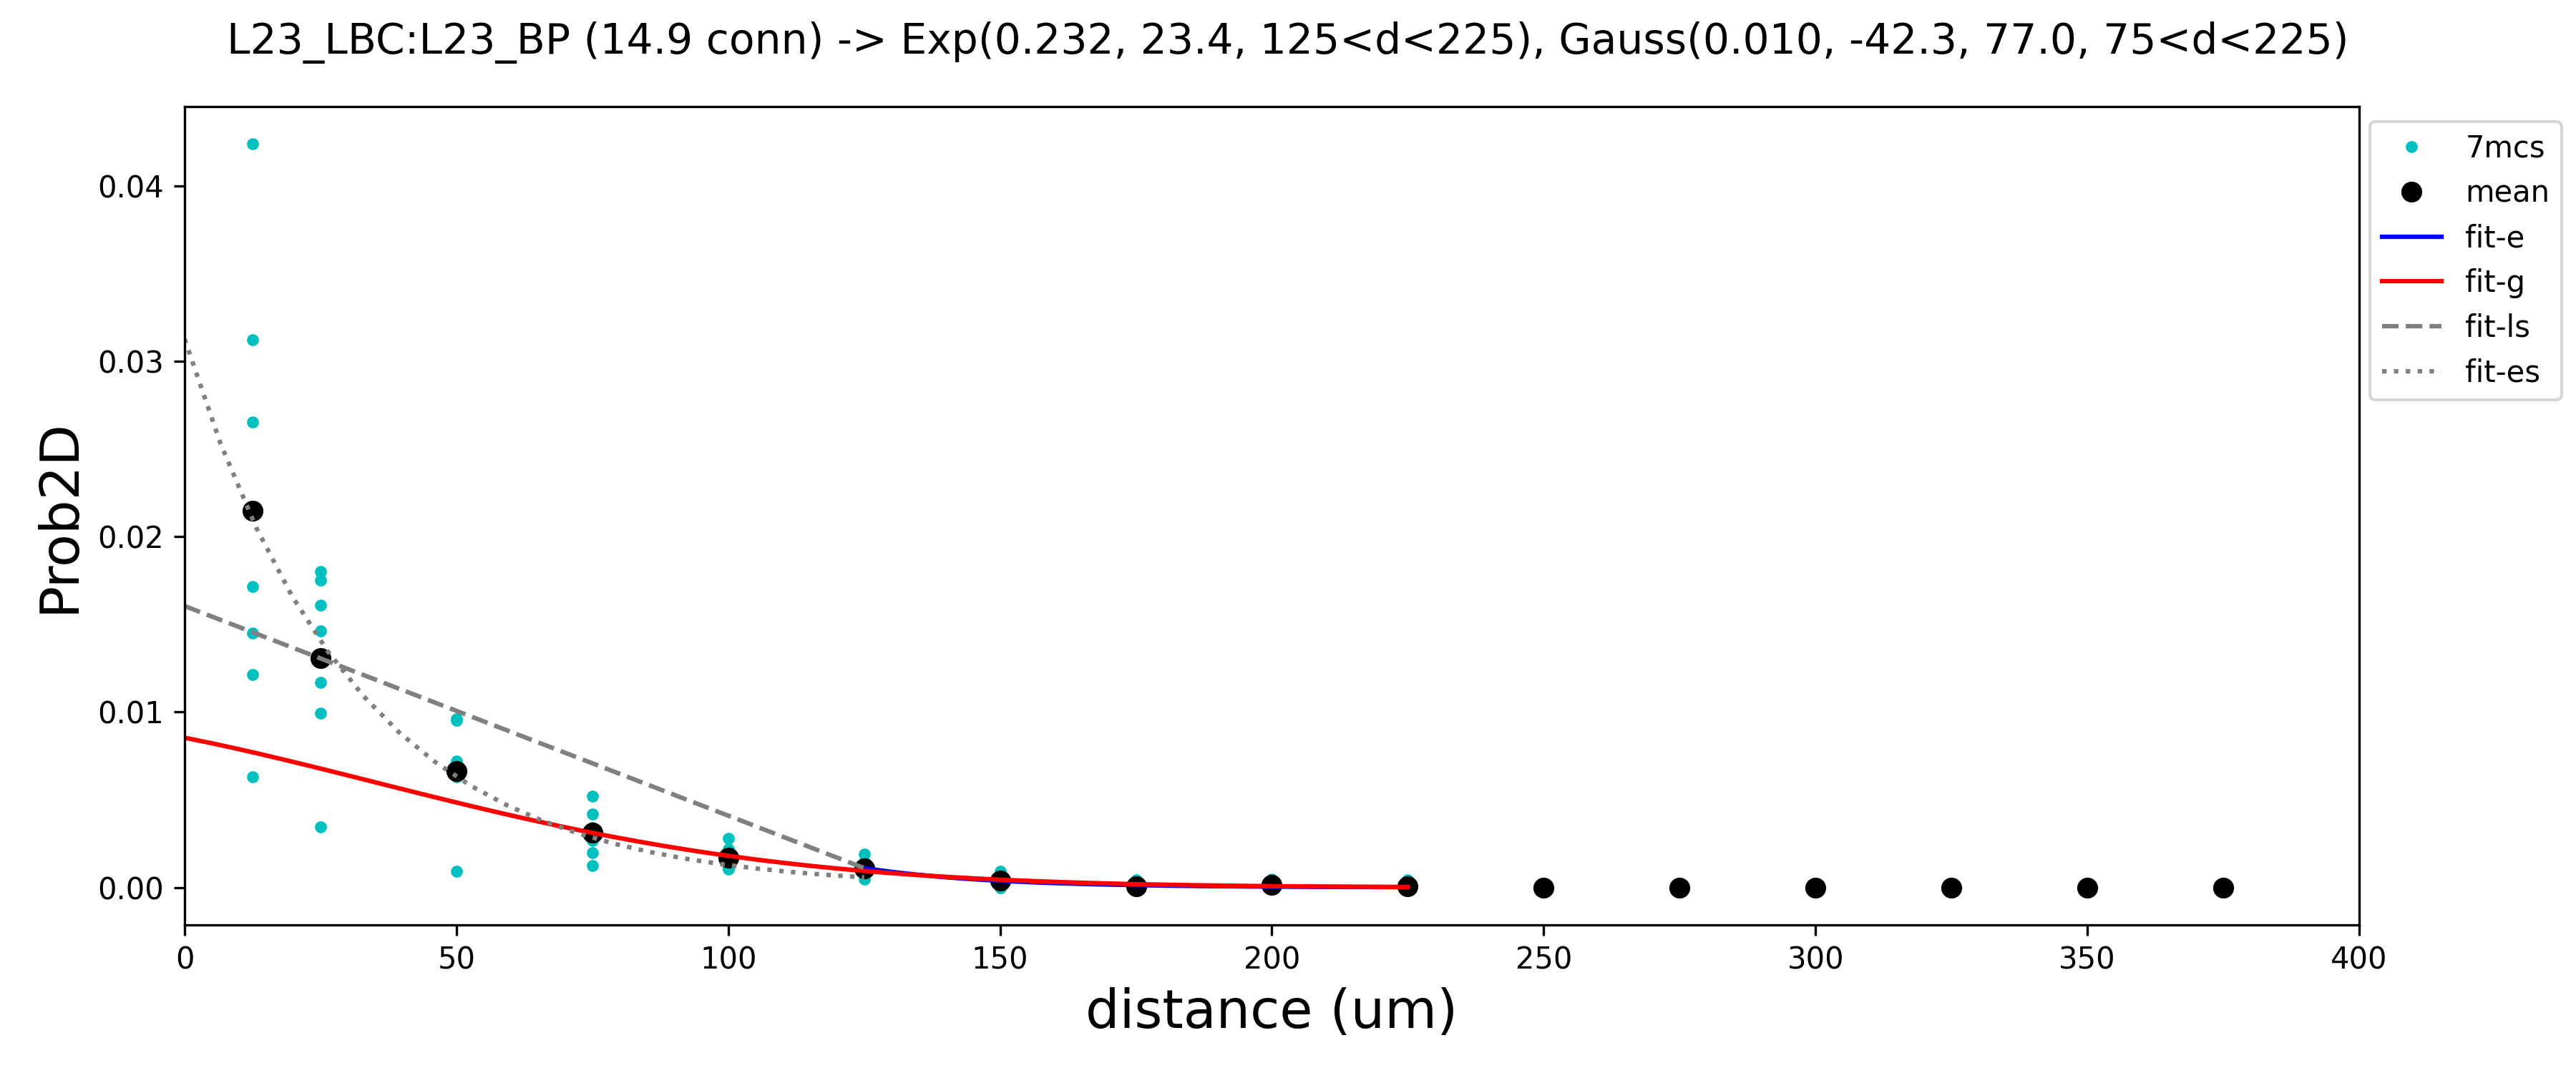 L23_LBC:L23_BP (14.9 conn) -> Exp(0.232, 23.4, 125<d<225), Gauss(0.010, -42.3, 77.0, 75<d<225)
7mcs
mean
fit-e
fit-g
fit-ls
fit-es
Prob2D
0.04
0.03
0.02
0.01
0.00
0 50 100 150 200 250 300 350 400
distance (um)